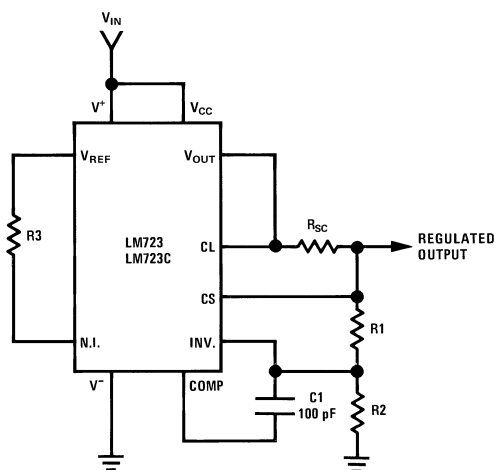 VIN
V+
VCC
VREF
VOUT
R3
LM723
LM723C
CL
RSC
REGULATED
OUTPUT
CS
R1
N.I.
INV.
V−
COMP
C1
100 pF
R2